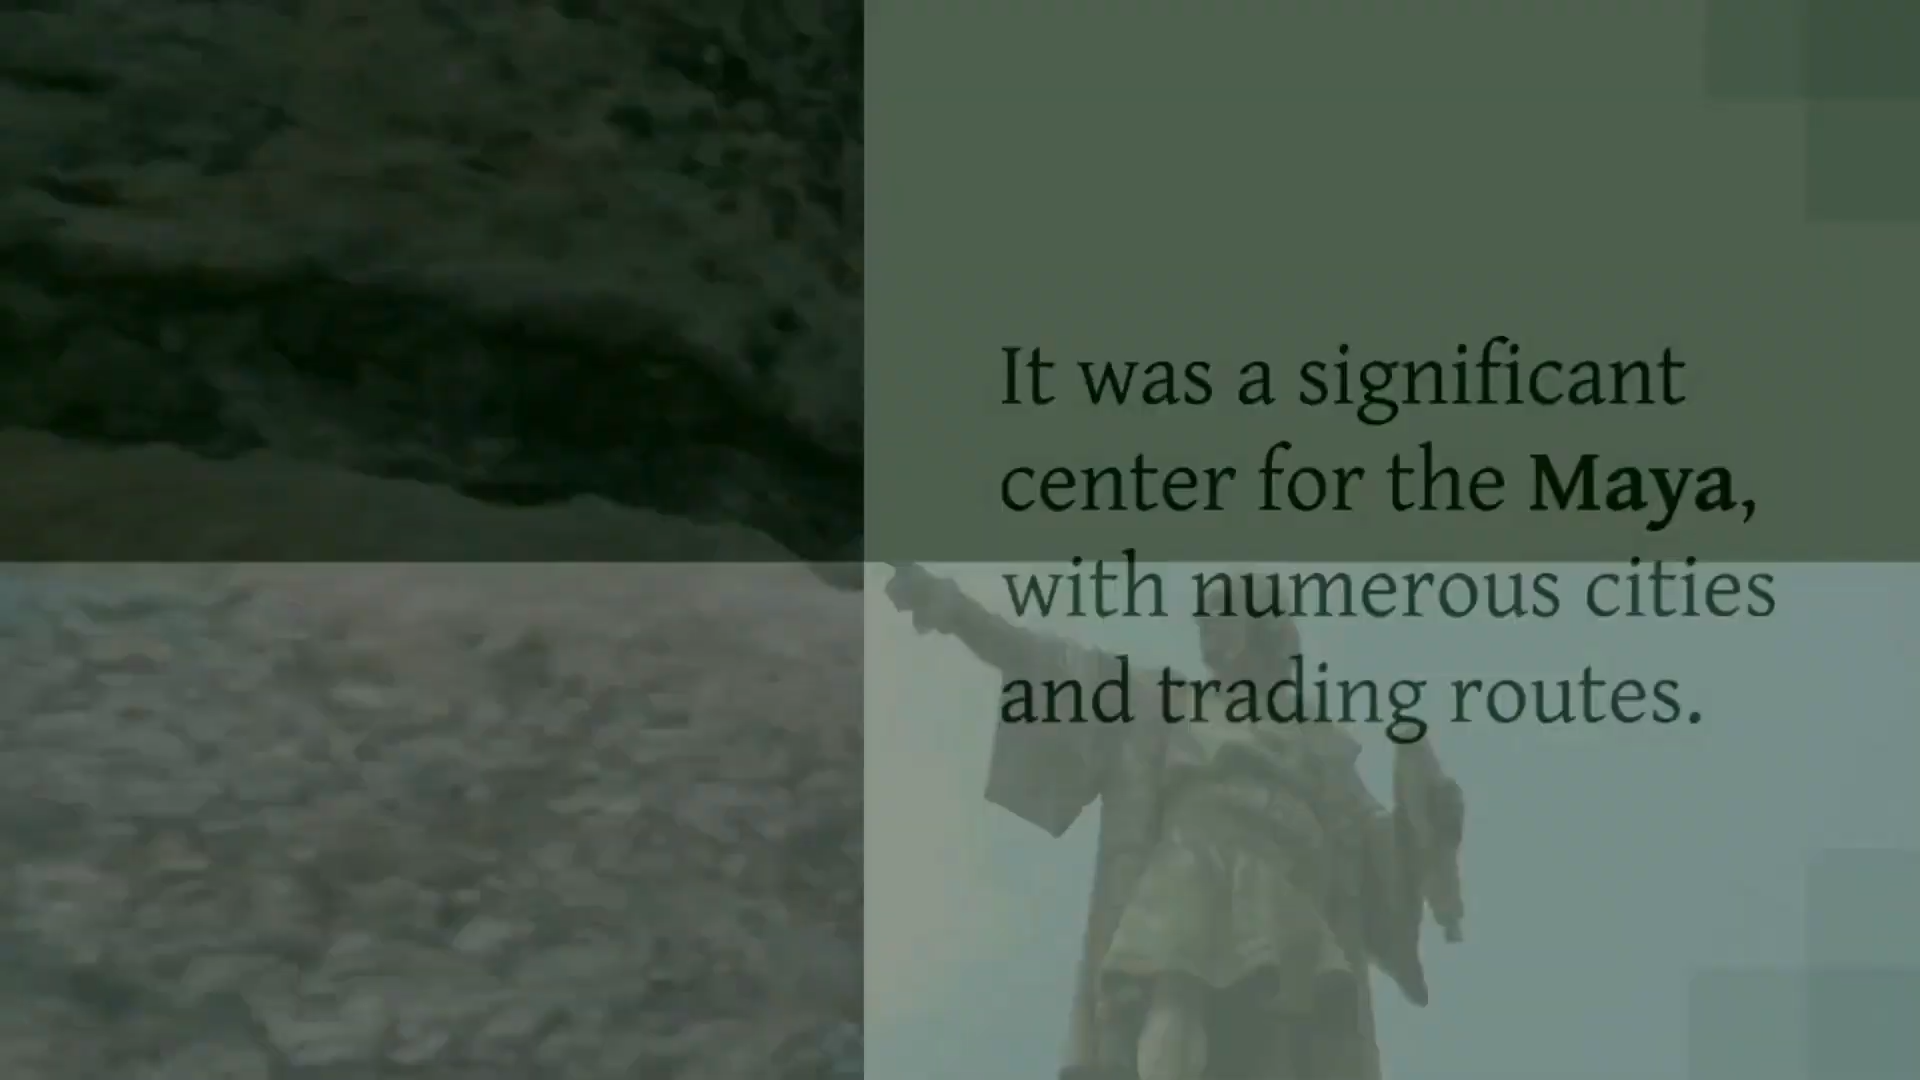 It was a significant
center for the Maya,
with numerous cities
and trading routes.